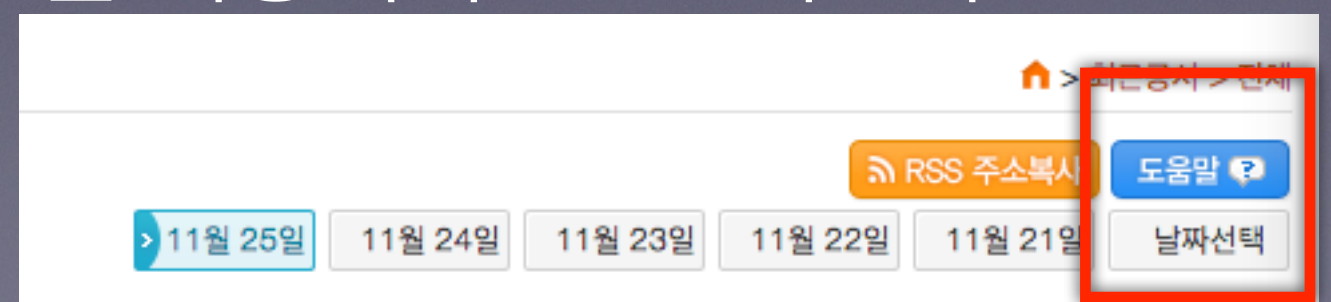 > 최근공시 > 전체
RSS 주소복사 도움말 ?
11월 25일 11월 24일 11월 23일 11월 22일 11월 21일 날짜선택